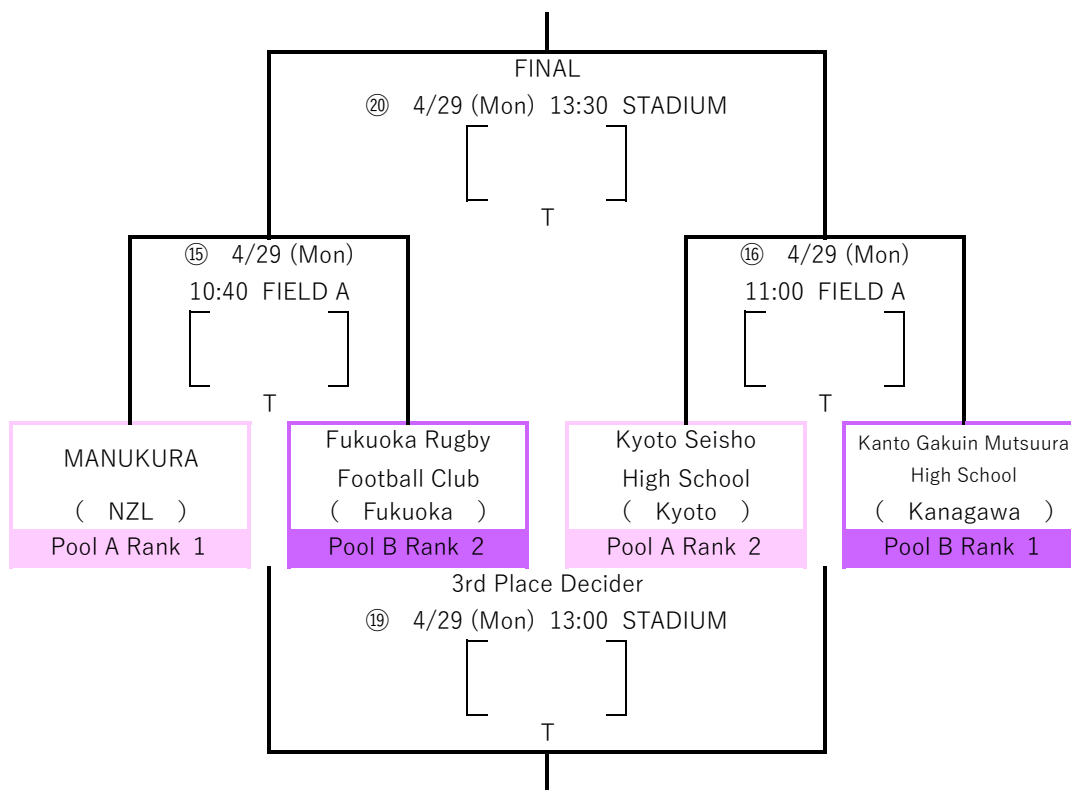 FINAL
⑳ 4/29 (Mon) 13:30 STADIUM
T
⑮ 4/29 (Mon)
10:40 FIELD A
T
⑯ 4/29 (Mon)
11:00 FIELD A
T
MANUKURA
( NZL )
Pool A Rank 1
Fukuoka Rugby
Football Club
( Fukuoka )
Pool B Rank 2
Kyoto Seisho
High School
( Kyoto )
Pool A Rank 2
Kanto Gakuin Mutsuura
High School
( Kanagawa )
Pool B Rank 1
3rd Place Decider
⑲ 4/29 (Mon) 13:00 STADIUM
T